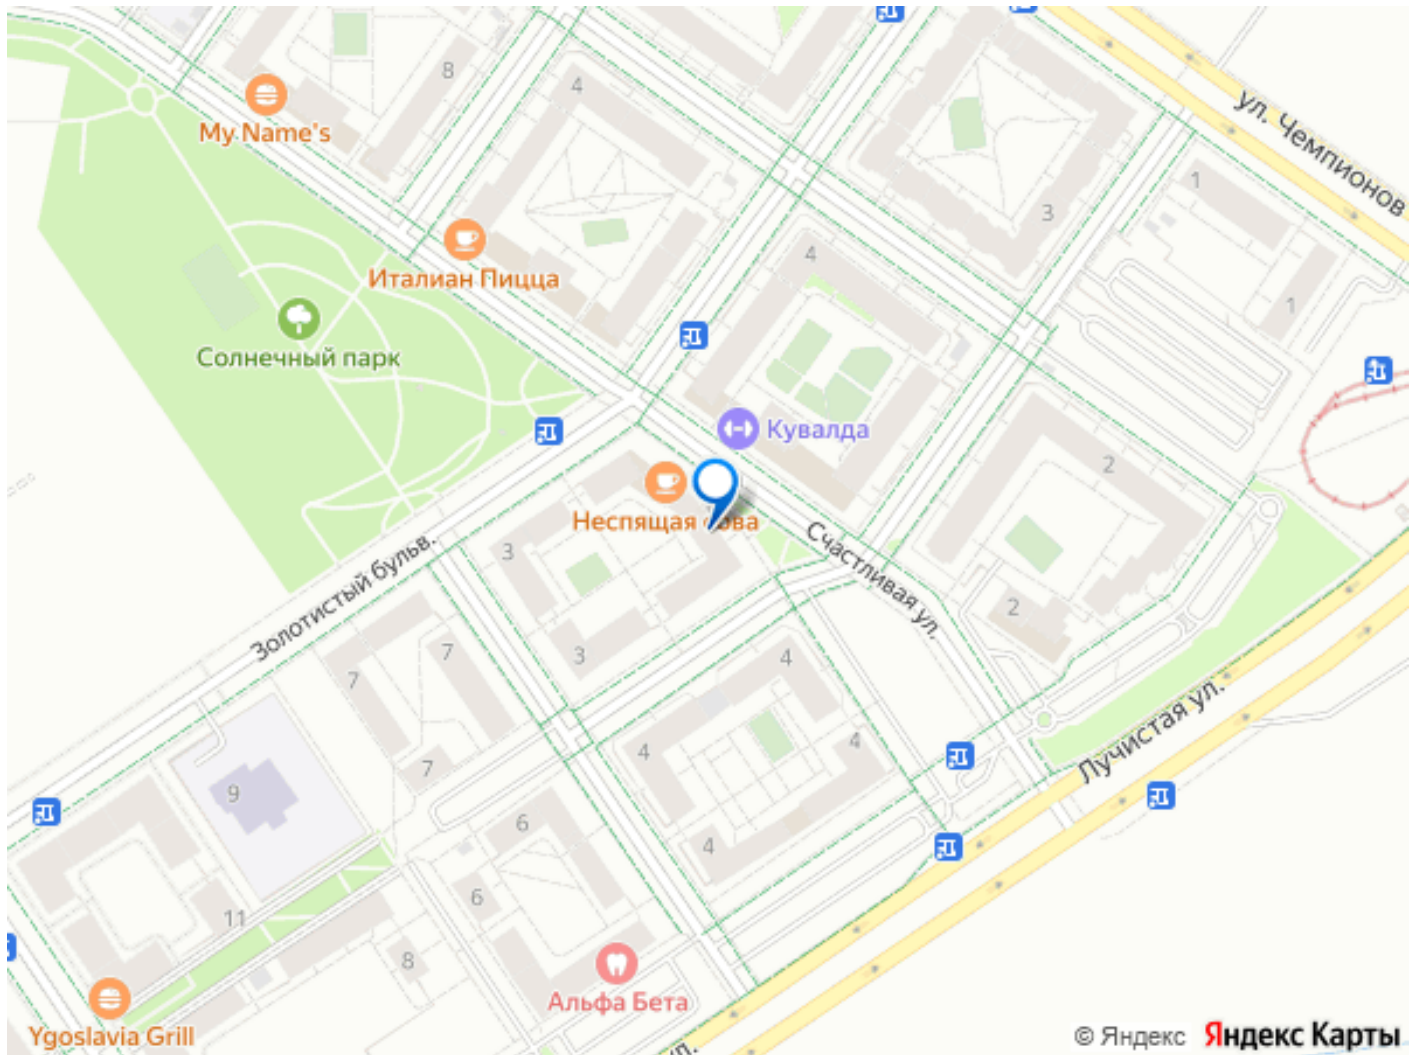 8
4
My Name's
ул. Чемпионов
1
3
Италиан Пицца
4
1
Солнечный парк
Кувалда
2
Неспящая сова
3
Счастливая ул.
Золотистый бульв.
2
7
7
3
4
4
4
7
Лучистая ул.
9
6
4
6
11
8
Альфа Бета
Ygoslavia Grill
ул.
© Яндекс Яндекс Карты